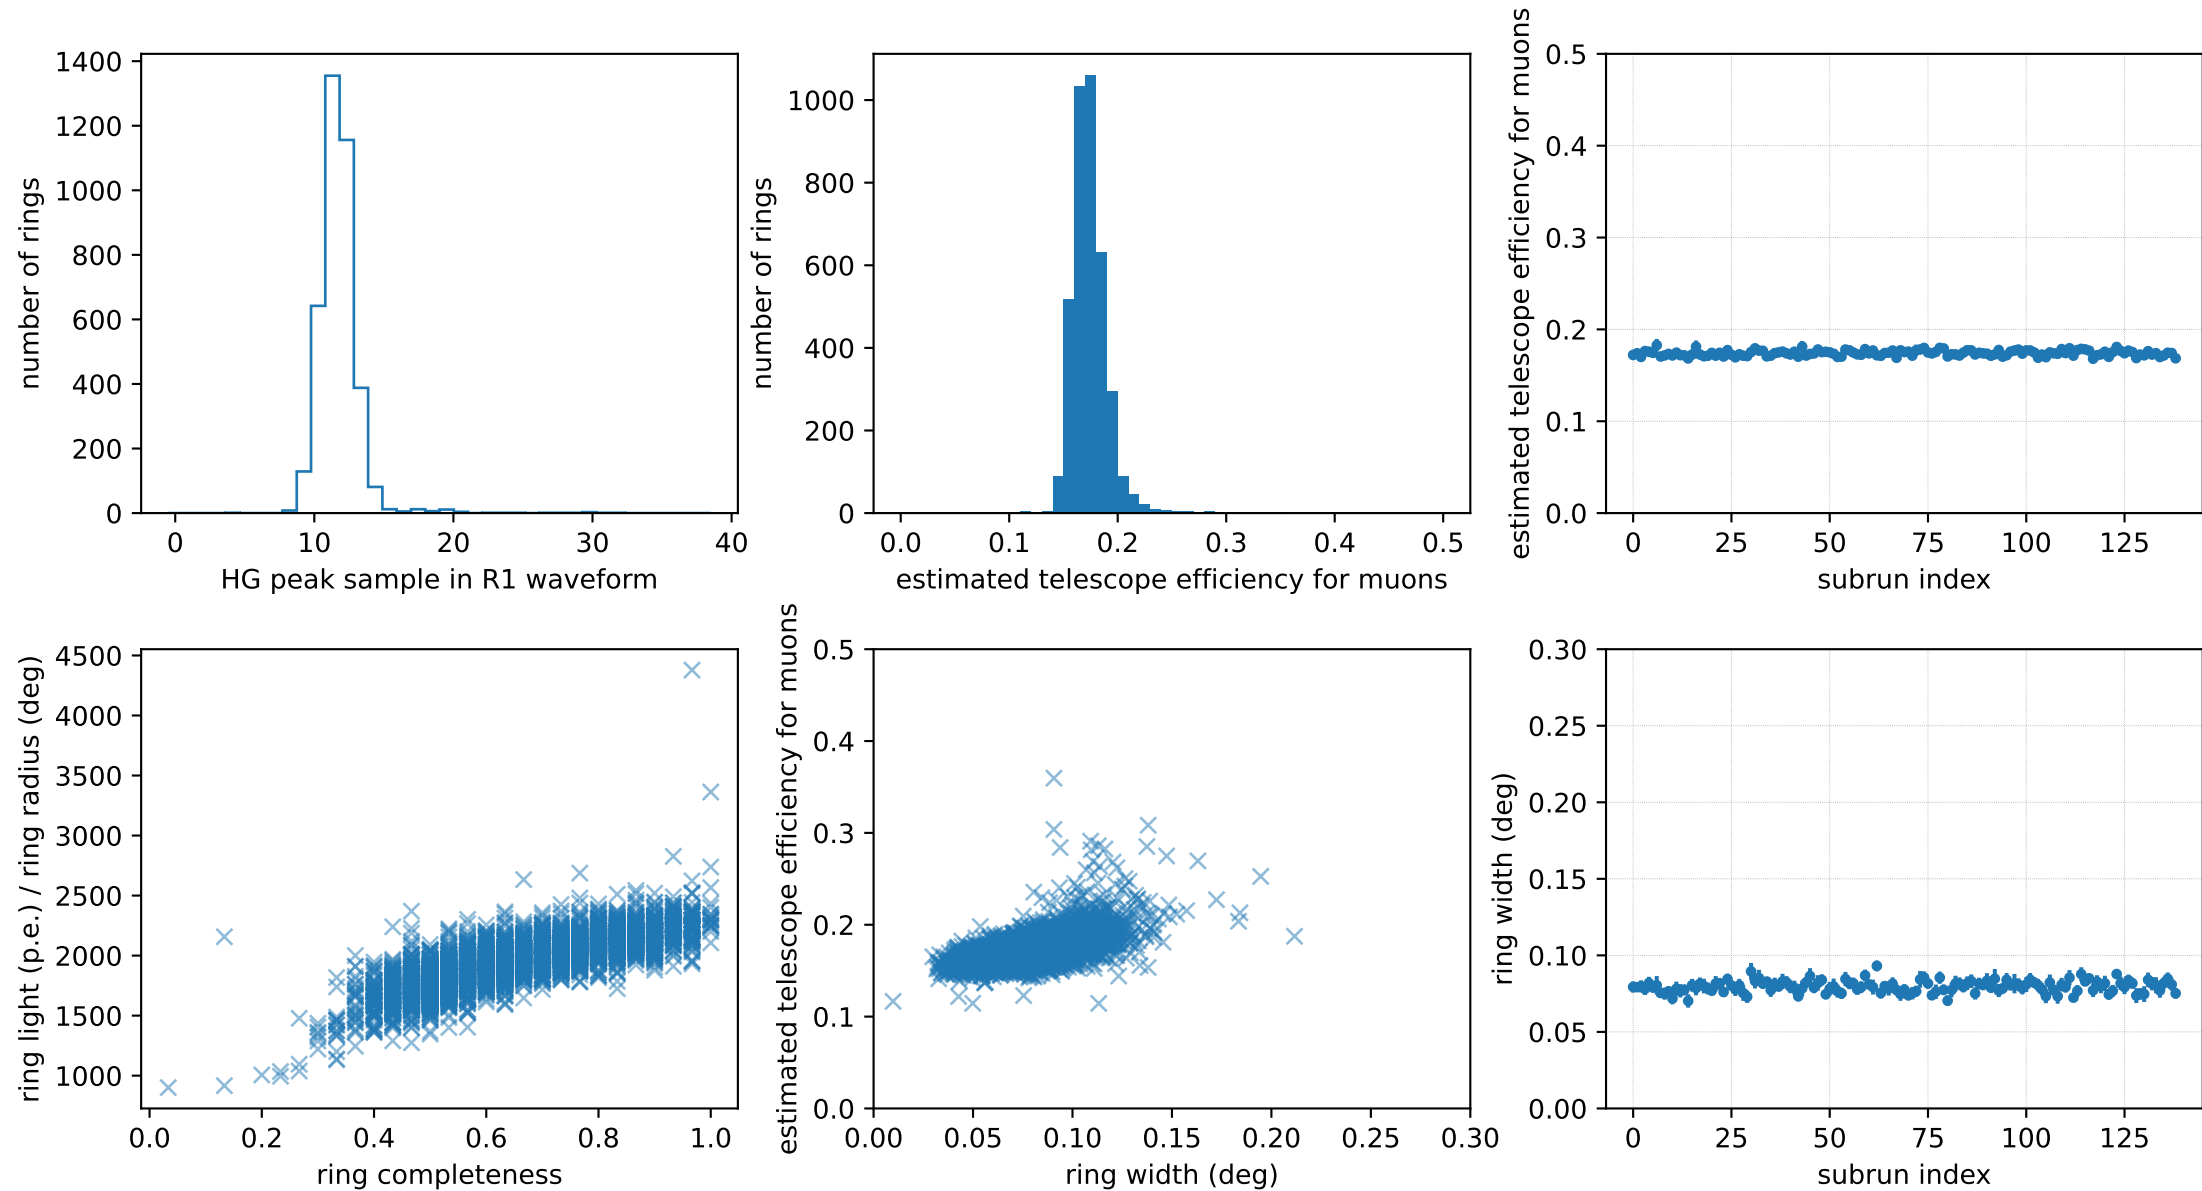 1400
1200
1000
800
600
400
200
0
number of rings
0 10 20 30 40
HG peak sample in R1 waveform
1000
800
600
400
200
0
number of rings
0.0 0.1 0.2 0.3 0.4 0.5
estimated telescope efficiency for muons
0.5
0.4
0.3
0.2
0.1
0.0
estimated telescope efficiency for muons
0 25 50 75 100 125
subrun index
4500
4000
3500
3000
2500
2000
1500
1000
ring light (p.e.) / ring radius (deg)
0.0 0.2 0.4 0.6 0.8 1.0
ring completeness
0.5
0.4
0.3
0.2
0.1
0.0
estimated telescope efficiency for muons
0.00 0.05 0.10 0.15 0.20 0.25 0.30
ring width (deg)
0.30
0.25
0.20
0.15
0.10
0.05
0.00
ring width (deg)
0 25 50 75 100 125
subrun index